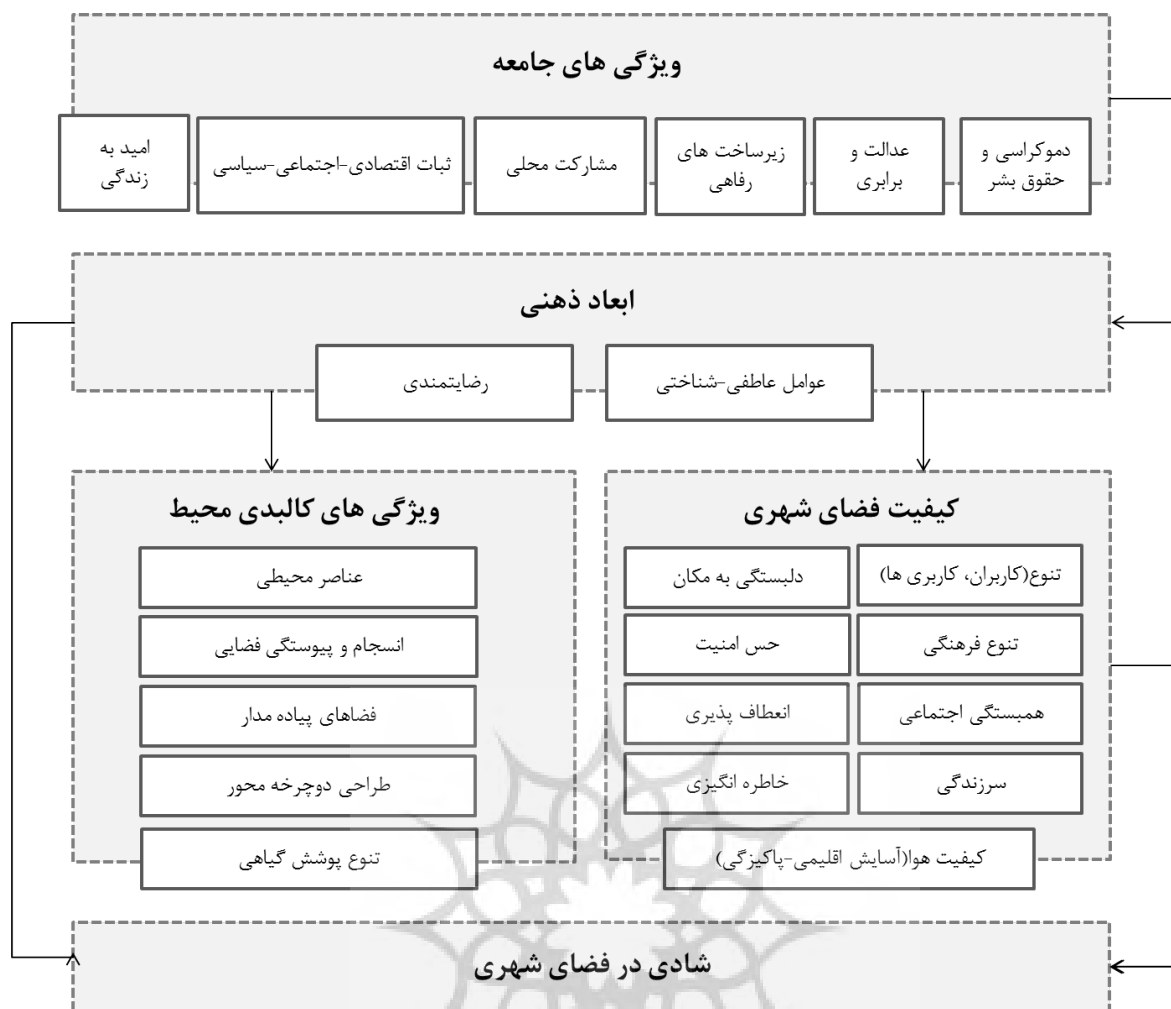 ویژگی های جامعه
دموکراسی و
حقوق بشر
عدالت و
برابری
زیرساخت های
رفاهی
مشارکت محلی
ثبات اقتصادی-اجتماعی-سیاسی
امید به
زندگی
ابعاد ذهنی
عوامل عاطفی-شناختی
رضایتمندی
کیفیت فضای شهری
تنوع(کاربران، کاربری ها)
دلبستگی به مکان
تنوع فرهنگی
حس امنیت
همبستگی اجتماعی
انعطاف پذیری
سرزندگی
خاطره انگیزی
کیفیت هوا(آسایش اقلیمی-پاکیزگی)
ویژگی های کالبدی محیط
عناصر محیطی
انسجام و پیوستگی فضایی
فضاهای پیاده مدار
طراحی دوچرخه محور
تنوع پوشش گیاهی
شادی در فضای شهری